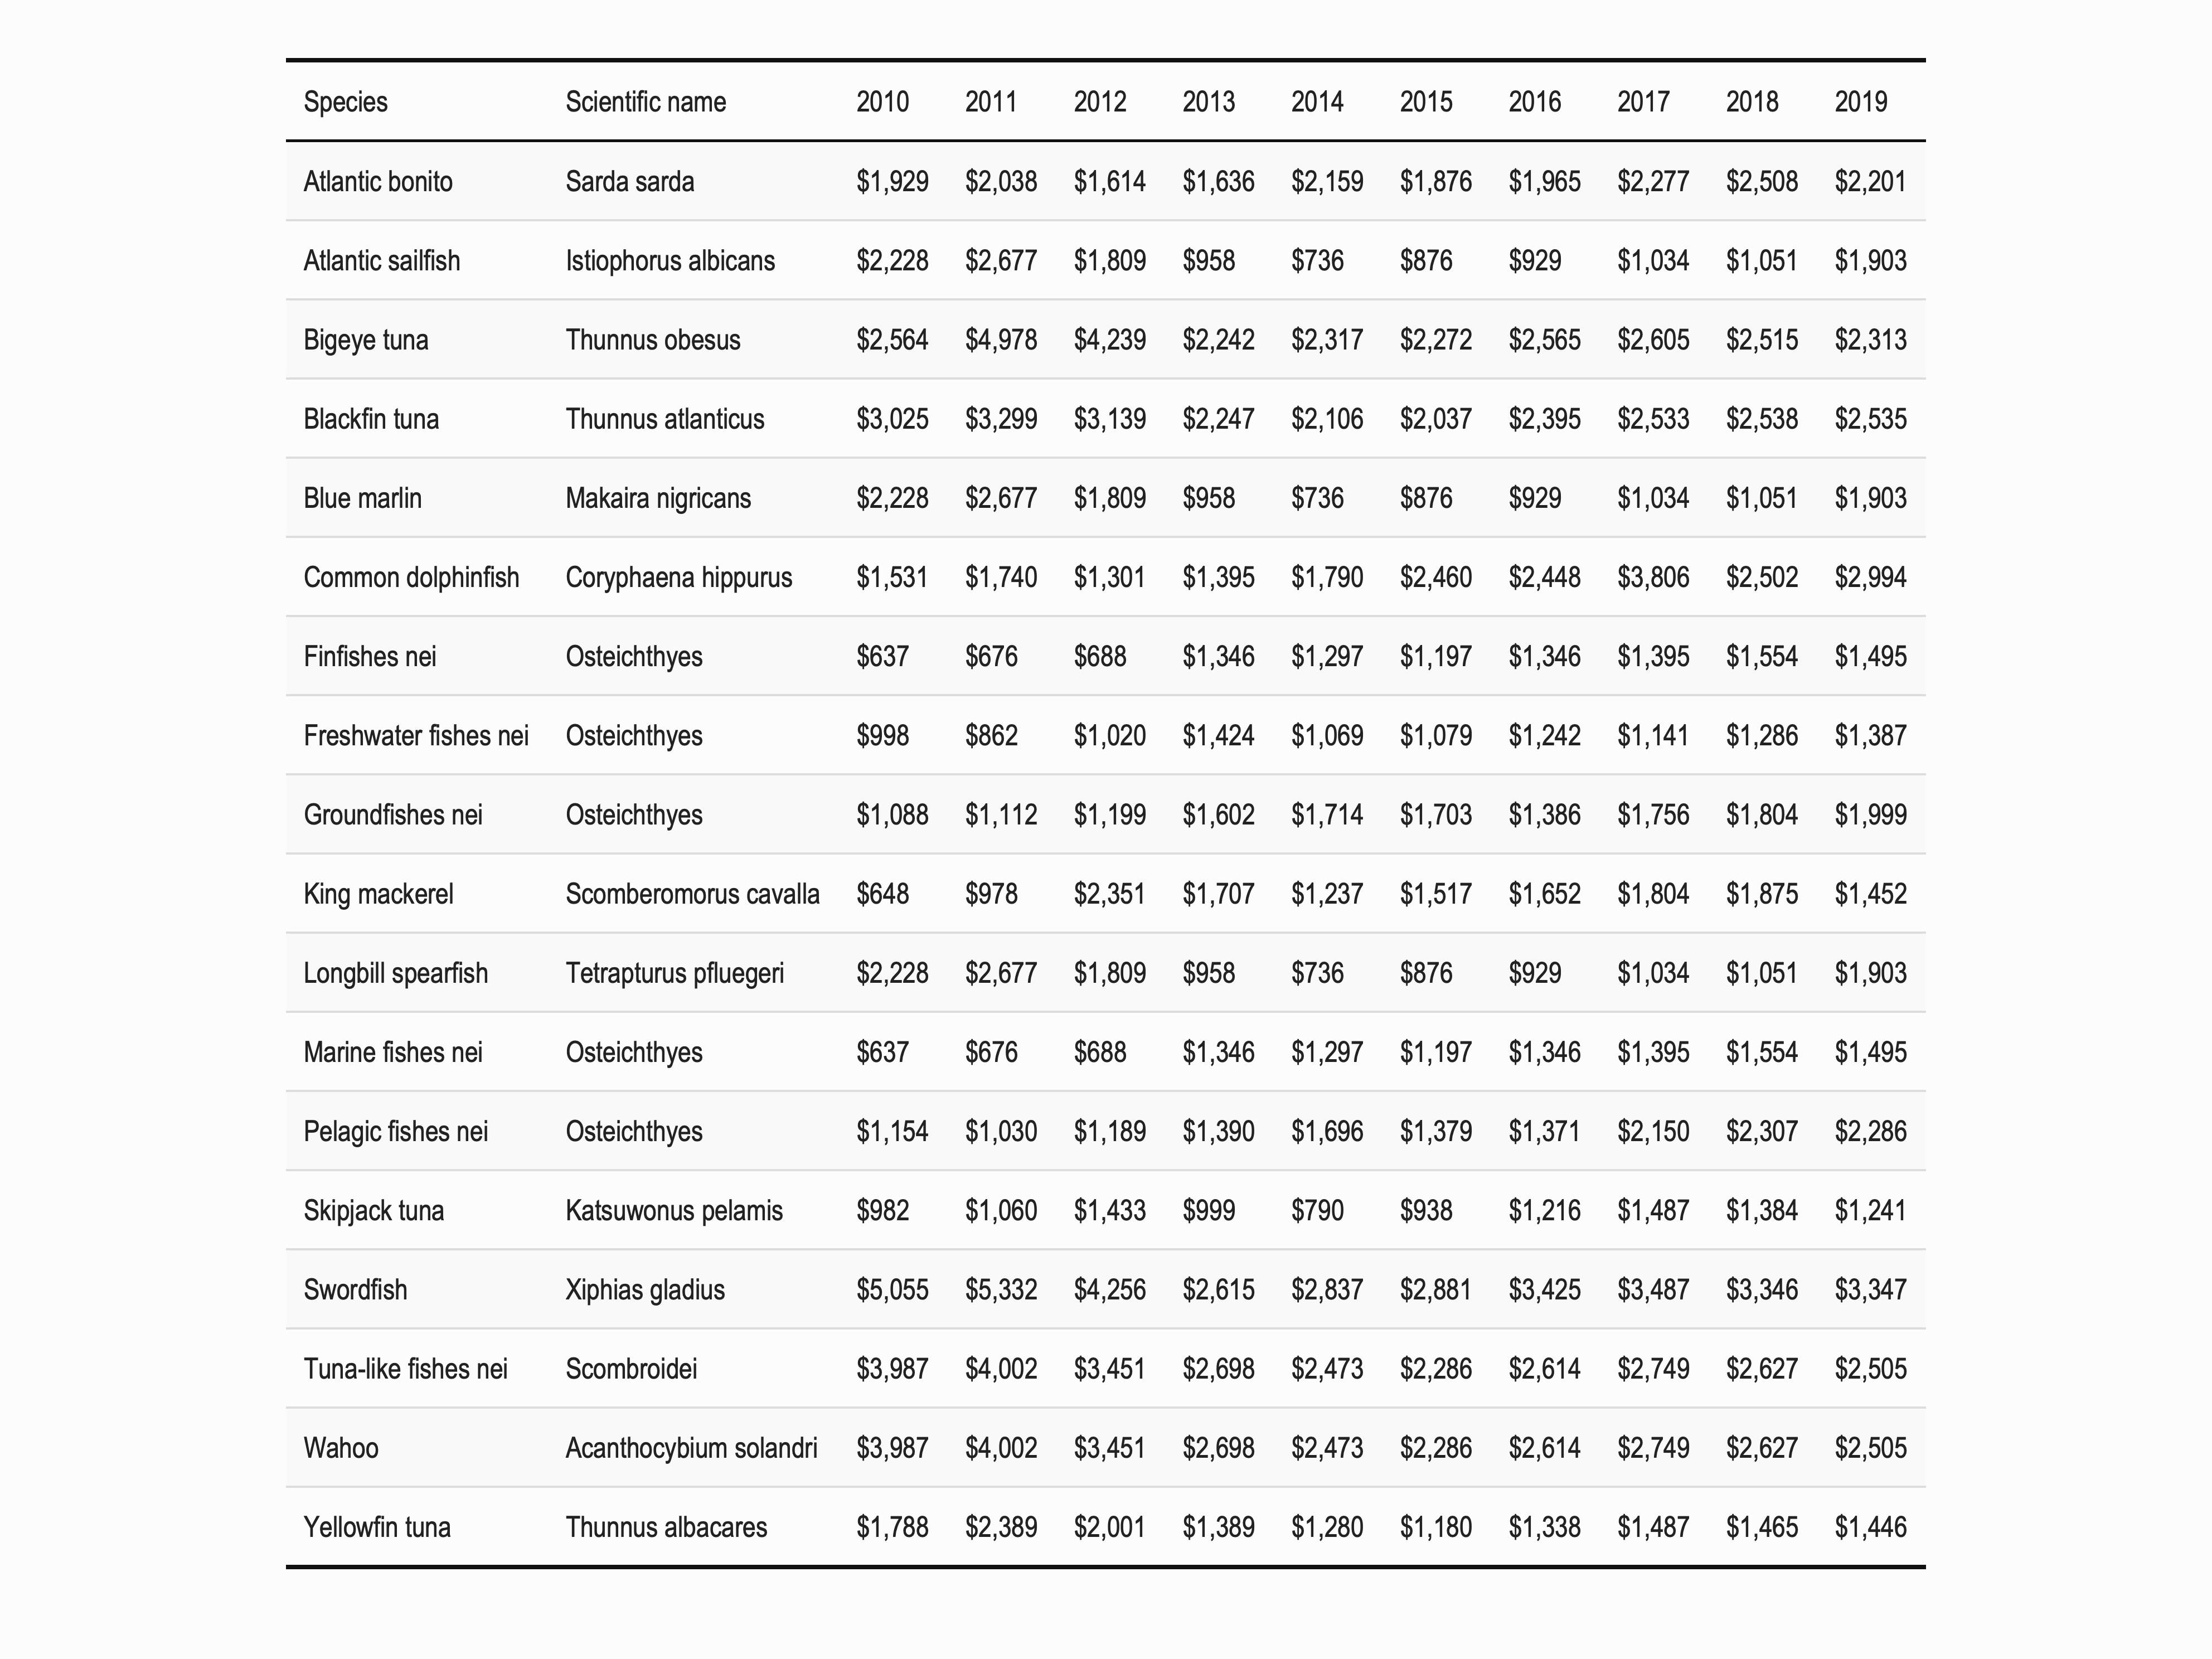 Species Scientific name 2010 2011 2012 2013 2014 2015 2016 2017 2018 2019
Atlantic bonito Sarda sarda $1,929 $2,038 $1,614 $1,636 $2,159 $1,876 $1,965 $2,277 $2,508 $2,201
Atlantic sailfish Istiophorus albicans $2,228 $2,677 $1,809 $958 $736 $876 $929 $1,034 $1,051 $1,903
Bigeye tuna Thunnus obesus $2,564 $4,978 $4,239 $2,242 $2,317 $2,272 $2,565 $2,605 $2,515 $2,313
Blackfin tuna Thunnus atlanticus $3,025 $3,299 $3,139 $2,247 $2,106 $2,037 $2,395 $2,533 $2,538 $2,535
Blue marlin Makaira nigricans $2,228 $2,677 $1,809 $958 $736 $876 $929 $1,034 $1,051 $1,903
Common dolphinfish Coryphaena hippurus $1,531 $1,740 $1,301 $1,395 $1,790 $2,460 $2,448 $3,806 $2,502 $2,994
Finfishes nei Osteichthyes $637 $676 $688 $1,346 $1,297 $1,197 $1,346 $1,395 $1,554 $1,495
Freshwater fishes nei Osteichthyes $998 $862 $1,020 $1,424 $1,069 $1,079 $1,242 $1,141 $1,286 $1,387
Groundfishes nei Osteichthyes $1,088 $1,112 $1,199 $1,602 $1,714 $1,703 $1,386 $1,756 $1,804 $1,999
King mackerel Scomberomorus cavalla $648 $978 $2,351 $1,707 $1,237 $1,517 $1,652 $1,804 $1,875 $1,452
Longbill spearfish Tetrapturus pfluegeri $2,228 $2,677 $1,809 $958 $736 $876 $929 $1,034 $1,051 $1,903
Marine fishes nei Osteichthyes $637 $676 $688 $1,346 $1,297 $1,197 $1,346 $1,395 $1,554 $1,495
Pelagic fishes nei Osteichthyes $1,154 $1,030 $1,189 $1,390 $1,696 $1,379 $1,371 $2,150 $2,307 $2,286
Skipjack tuna Katsuwonus pelamis $982 $1,060 $1,433 $999 $790 $938 $1,216 $1,487 $1,384 $1,241
Swordfish Xiphias gladius $5,055 $5,332 $4,256 $2,615 $2,837 $2,881 $3,425 $3,487 $3,346 $3,347
Tuna-like fishes nei Scombroidei $3,987 $4,002 $3,451 $2,698 $2,473 $2,286 $2,614 $2,749 $2,627 $2,505
Wahoo Acanthocybium solandri $3,987 $4,002 $3,451 $2,698 $2,473 $2,286 $2,614 $2,749 $2,627 $2,505
Yellowfin tuna Thunnus albacares $1,788 $2,389 $2,001 $1,389 $1,280 $1,180 $1,338 $1,487 $1,465 $1,446